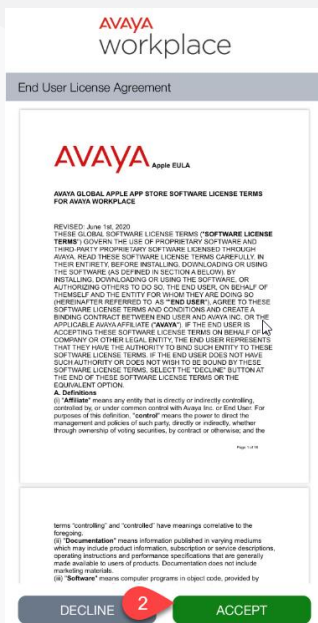 AVAYA
workplace
End User License Agreement
AVAYA Apple EULA
AVAYA GLOBAL APPLE APP STORE SOFTWARE LICENSE TERMS
FOR AVAYA WORKPLACE
REVISED: June 1st, 2020
THESE GLOBAL SOFTWARE LICENSE TERMS ("SOFTWARE LICENSE
TERMS") GOVERN THE USE OF PROPRIETARY SOFTWARE AND
THIRD-PARTY PROPRIETARY SOFTWARE LICENSED THROUGH
AVAYA. READ THESE SOFTWARE LICENSE TERMS CAREFULLY, IN
THEIR ENTIRETY, BEFORE INSTALLING, DOWNLOADING OR USING
THE SOFTWARE (AS DEFINED IN SECTION A BELOW). BY
INSTALLING, DOWNLOADING OR USING THE SOFTWARE, OR
AUTHORIZING OTHERS TO DO SO, THE END USER, ON BEHALF OF
THEMSELF AND THE ENTITY FOR WHOM THEY ARE DOING SO
(HEREINAFTER REFERRED TO AS "END USER"), AGREE TO THESE
SOFTWARE LICENSE TERMS AND CONDITIONS AND CREATE A
BINDING CONTRACT BETWEEN END USER AND AVAYA INC. OR THE
APPLICABLE AVAYA AFFILIATE ("AVAYA"). IF THE END USER IS
ACCEPTING THESE SOFTWARE LICENSE TERMS ON BEHALF OF A
COMPANY OR OTHER LEGAL ENTITY, THE END USER REPRESENTS
THAT THEY HAVE THE AUTHORITY TO BIND SUCH ENTITY TO THESE
SOFTWARE LICENSE TERMS. IF THE END USER DOES NOT HAVE
SUCH AUTHORITY OR DOES NOT WISH TO BE BOUND BY THESE
SOFTWARE LICENSE TERMS, SELECT THE "DECLINE" BUTTON AT
THE END OF THESE SOFTWARE LICENSE TERMS OR THE
EQUIVALENT OPTION.
A. Definitions
(i) "Affiliate" means any entity that is directly or indirectly controlling,
controlled by, or under common control with Avaya Inc. or End User. For
purposes of this definition, "control" means the power to direct the
management and policies of such party, directly or indirectly, whether
through ownership of voting securities, by contract or otherwise; and the
terms "controlling" and "controlled" have meanings correlative to the
foregoing.
(ii) "Documentation" means information published in varying mediums
which may include product information, subscription or service descriptions,
operating instructions and performance specifications that are generally
made available to users of products. Documentation does not include
marketing materials.
(iii) "Software" means computer programs in object code, provided by
DECLINE 2 ACCEPT